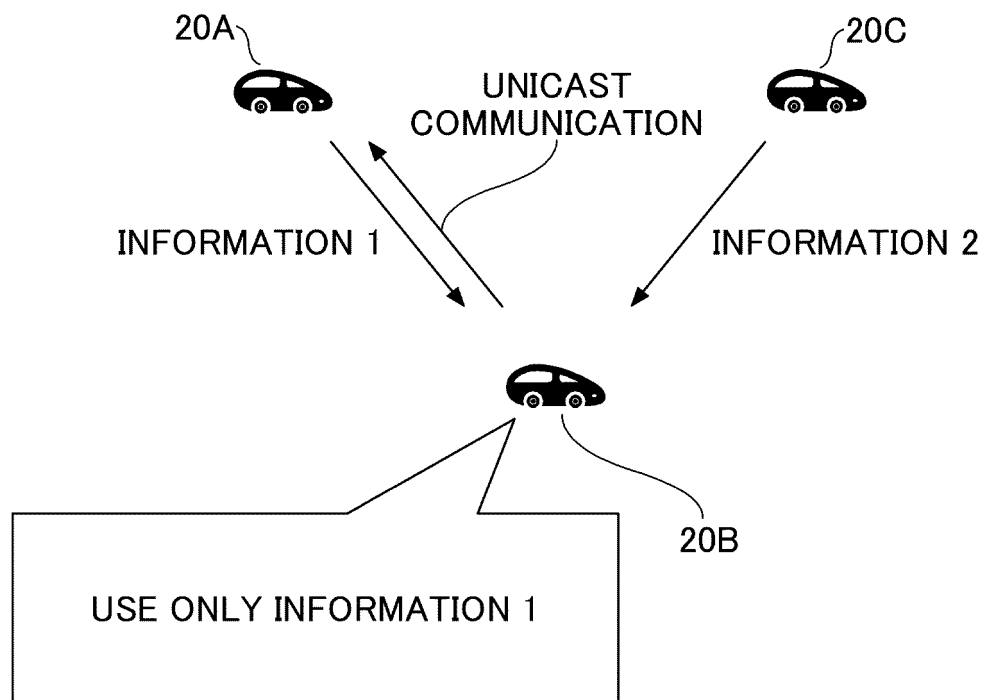 20A
20C
UNICAST
COMMUNICATION
INFORMATION 1
INFORMATION 2
20B
USE ONLY INFORMATION 1